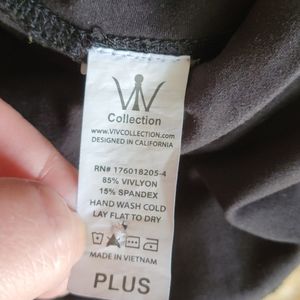 VIV
Collection
WWW.VIVCOLLECTION.COM
DESIGNED IN CALIFORNIA
RN# 176018205-4
85% VIVLYON
15% SPANDEX
HAND WASH COLD
LAY FLAT TO DRY
MADE IN VIETNAM
PLUS